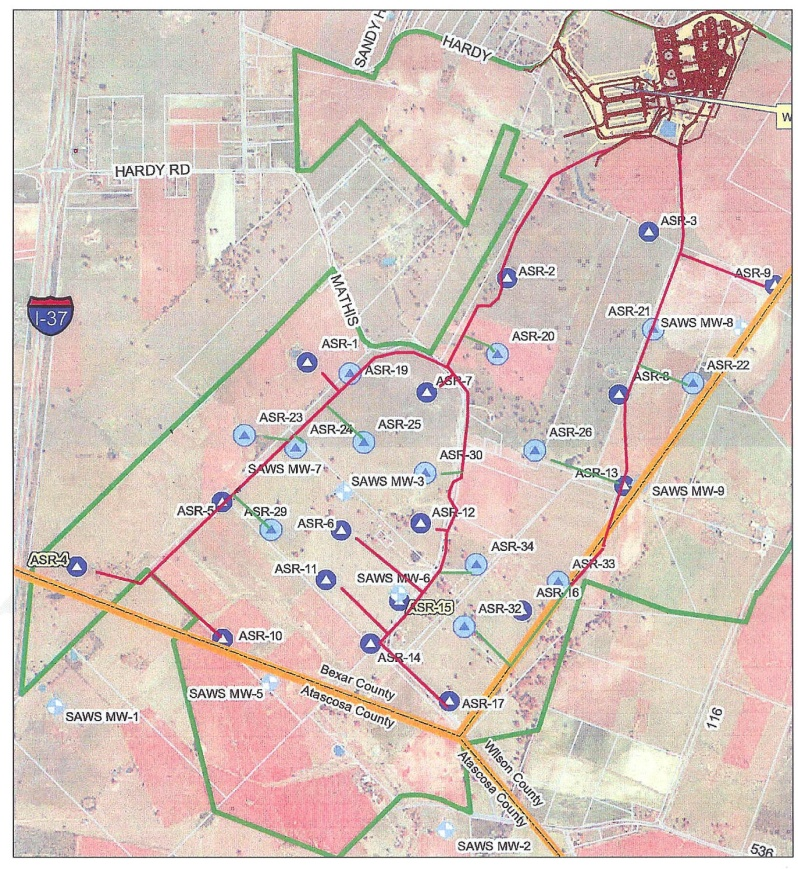 SANDY H
HARDY
W
HARDY RD
ASR-3
ASR-9
ASR-2
MATHIS
I-37
ASR-21
SAWS MW-8
ASR-1
ASR-20
ASR-22
ASR-19
ASR-7
ASR-8
ASR-23
ASR-24
ASR-25
ASR-26
ASR-30
SAWS MW-7
SAWS MW-3
ASR-13
SAWS MW-9
ASR-5
ASR-29
ASR-6
ASR-12
ASR-34
ASR-4
ASR-11
SAWS MW-6
ASR-33
ASR-16
ASR-15
ASR-32
ASR-10
ASR-14
Bexar County
Atascosa County
SAWS MW-5
ASR-17
SAWS MW-1
116
Wilson County
Atascosa County
SAWS MW-2
536